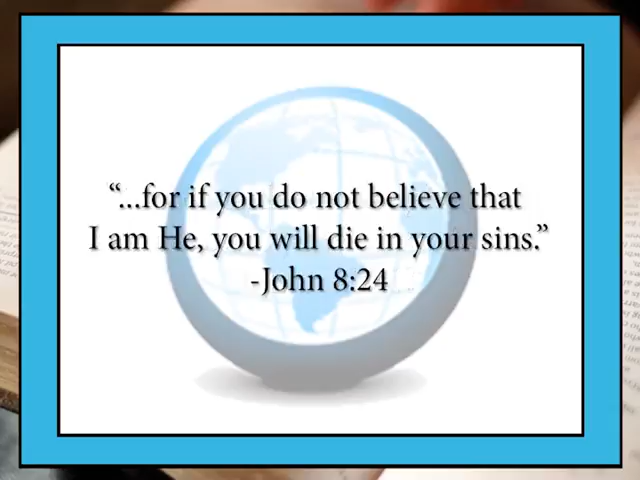 “...for if you do not believe that
I am He, you will die in your sins.”
-John 8:24